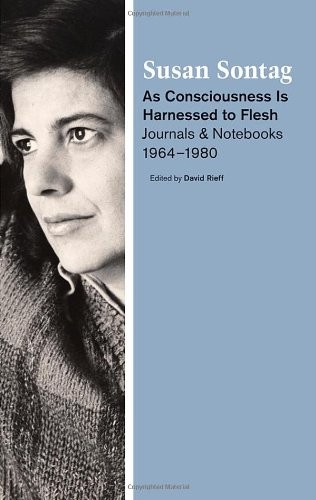 Susan Sontag
As Consciousness Is
Harnessed to Flesh
Journals & Notebooks
1964–1980
Edited by David Rieff